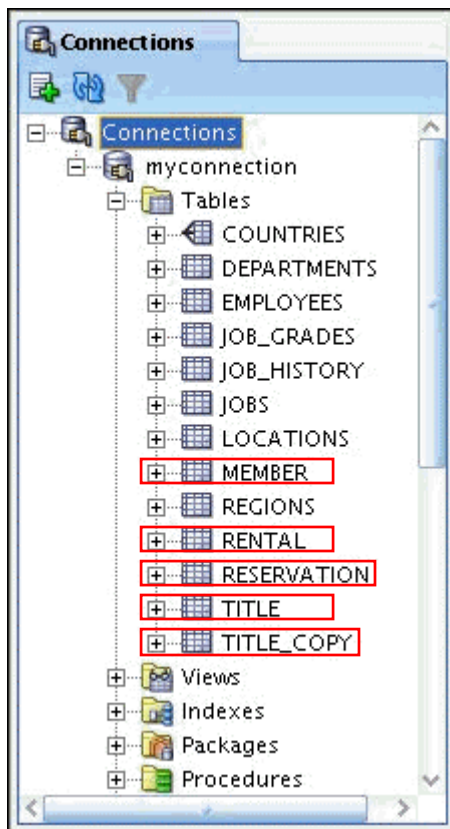 Connections
Connections
myconnection
Tables
COUNTRIES
DEPARTMENTS
EMPLOYEES
JOB_GRADES
JOB_HISTORY
JOBS
LOCATIONS
MEMBER
REGIONS
RENTAL
RESERVATION
TITLE
TITLE_COPY
Views
Indexes
Packages
Procedures